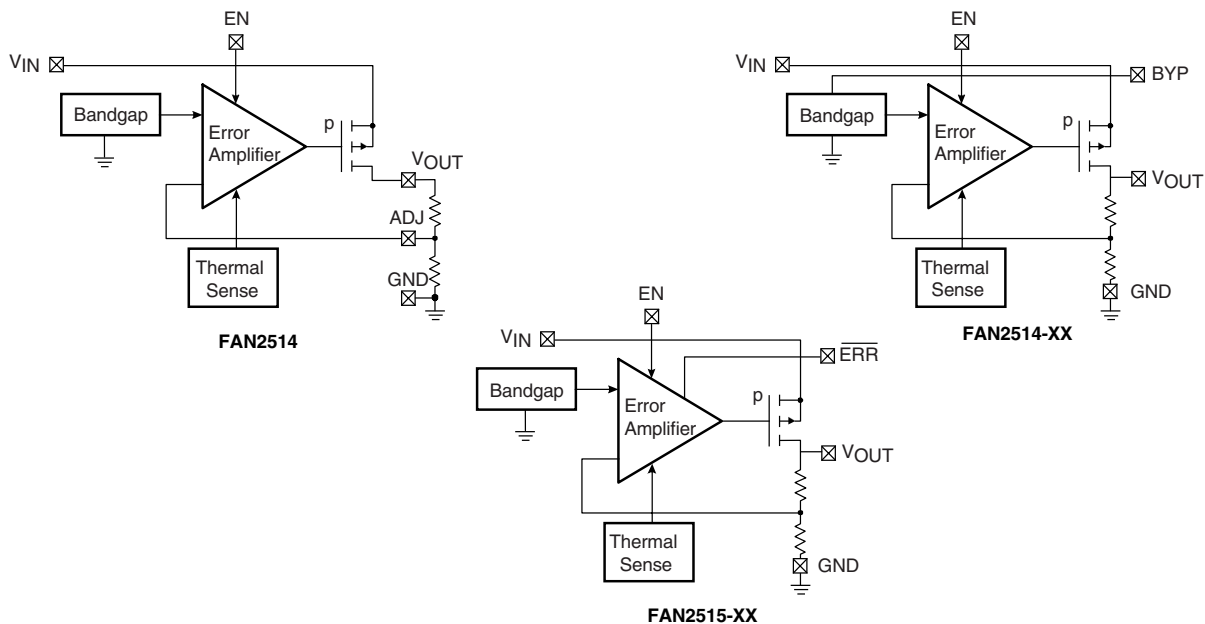 EN
VIN
Bandgap
Error
Amplifier
p
VOUT
ADJ
GND
Thermal
Sense
FAN2514
EN
VIN
BYP
Bandgap
Error
Amplifier
p
VOUT
Thermal
Sense
GND
FAN2514-XX
EN
VIN
ERR
Bandgap
Error
Amplifier
p
VOUT
Thermal
Sense
GND
FAN2515-XX